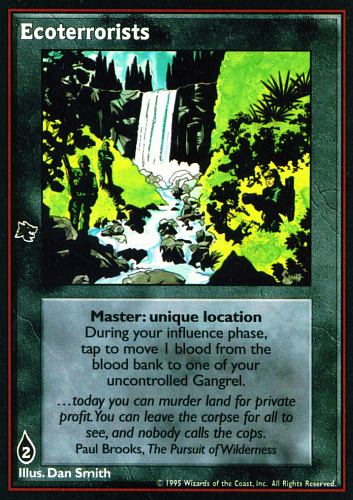 Ecoterrorists
Master: unique location
During your influence phase,
tap to move 1 blood from the
blood bank to one of your
uncontrolled Gangrel.
...today you can murder land for private
profit. You can leave the corpse for all to
see, and nobody calls the cops.
Paul Brooks, The Pursuit of Wilderness
2
Illus. Dan Smith
© 1995 Wizards of the Coast, Inc. All Rights Reserved.